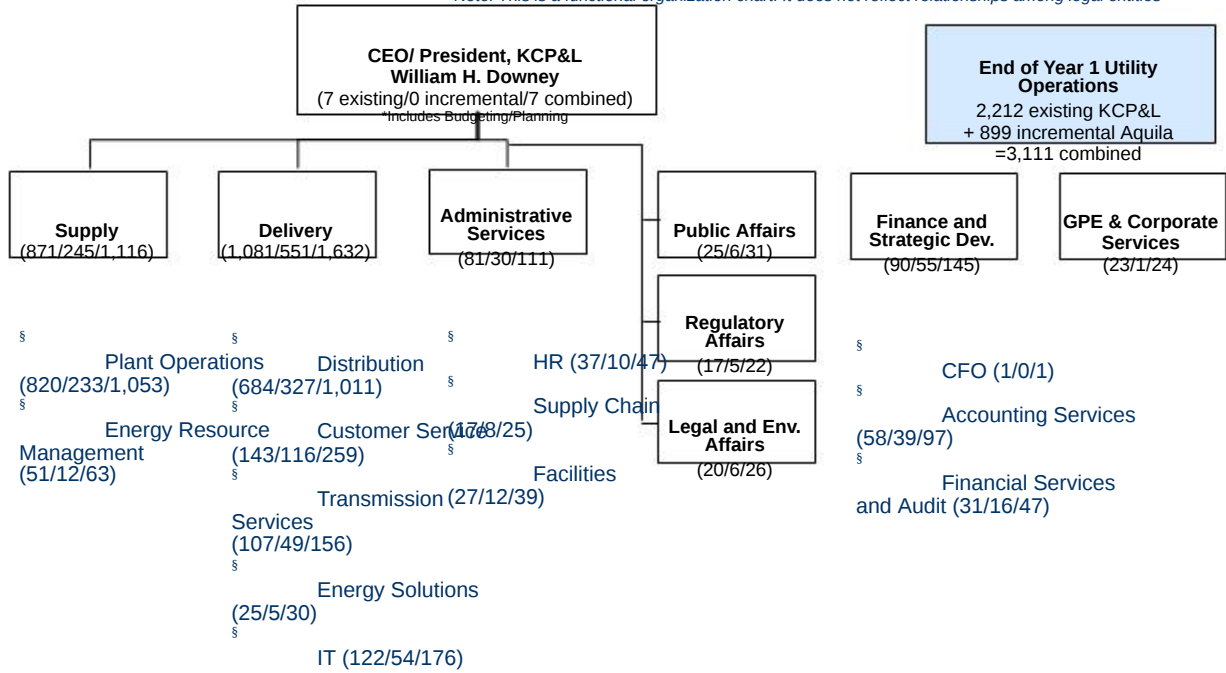 Note: This is a functional organization chart. It does not reflect relationships among legal entities
CEO/ President, KCP&L
William H. Downey
(7 existing/0 incremental/7 combined)
*Includes Budgeting/Planning
End of Year 1 Utility
Operations
2,212 existing KCP&L
+ 899 incremental Aquila
=3,111 combined
Supply
(871/245/1,116)
Delivery
(1,081/551/1,632)
Administrative
Services
(81/30/111)
Public Affairs
(25/6/31)
Finance and
Strategic Dev.
(90/55/145)
GPE & Corporate
Services
(23/1/24)
Regulatory
Affairs
(17/5/22)
Legal and Env.
Affairs
(20/6/26)
§
Plant Operations
(820/233/1,053)
§
Energy Resource
Management
(51/12/63)
§
Distribution
(684/327/1,011)
§
Customer Service
(143/116/259)
§
Transmission
Services
(107/49/156)
§
Energy Solutions
(25/5/30)
§
IT (122/54/176)
§
HR (37/10/47)
§
Supply Chain
(17/8/25)
§
Facilities
(27/12/39)
§
CFO (1/0/1)
§
Accounting Services
(58/39/97)
§
Financial Services
and Audit (31/16/47)